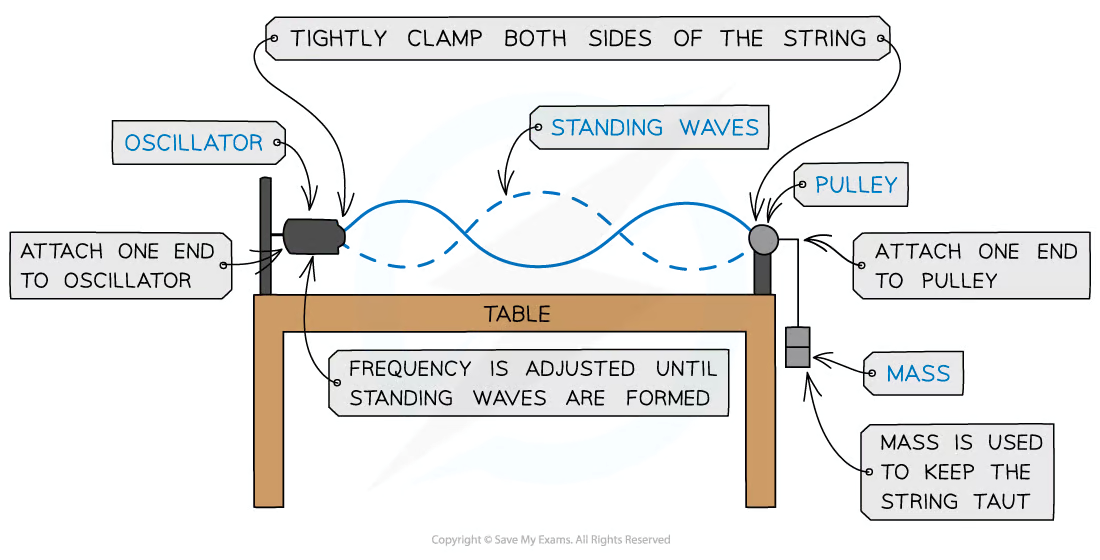 TIGHTLY CLAMP BOTH SIDES OF THE STRING
OSCILLATOR
STANDING WAVES
PULLEY
ATTACH ONE END
TO OSCILLATOR
ATTACH ONE END
TO PULLEY
TABLE
FREQUENCY IS ADJUSTED UNTIL
STANDING WAVES ARE FORMED
MASS
MASS IS USED
TO KEEP THE
STRING TAUT
Copyright © Save My Exams. All Rights Reserved